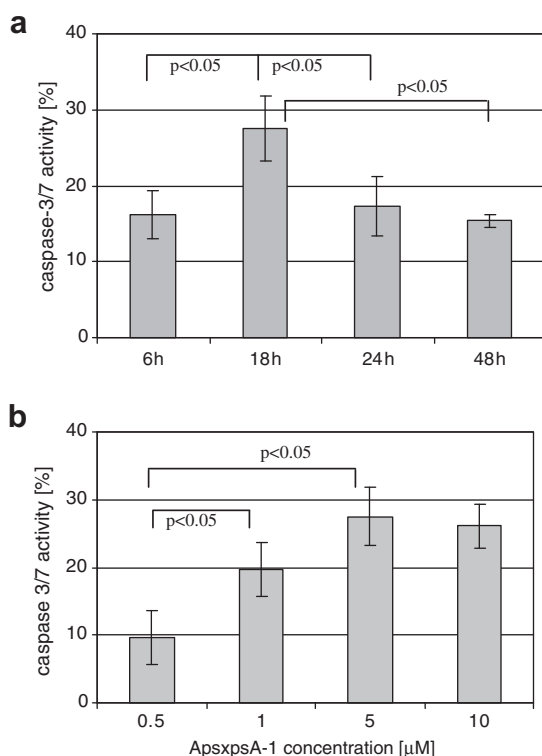 a
caspase-3/7 activity [%]
40
30
20
10
0
p<0.05
p<0.05
p<0.05
6h
18h
24h
48h
b
caspase 3/7 activity [%]
40
30
20
10
0
p<0.05
p<0.05
0.5
1
5
10
ApsxpsA-1 concentration [μM]